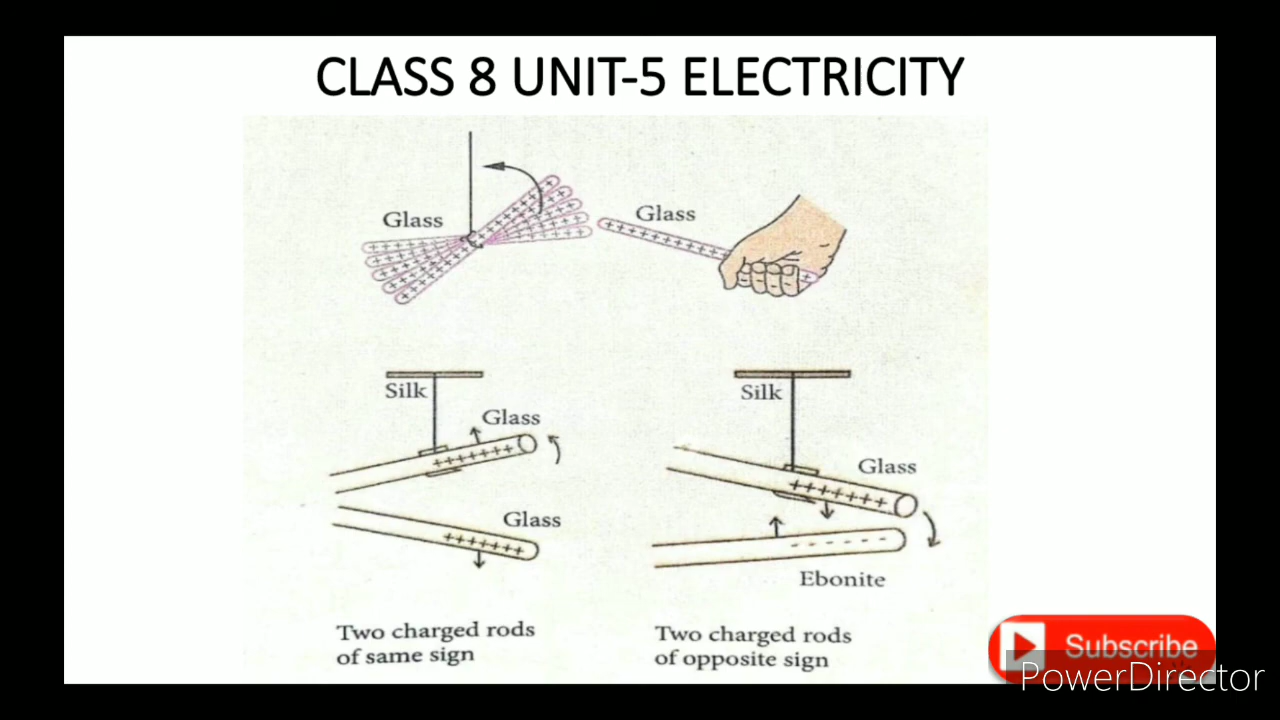 CLASS 8 UNIT-5 ELECTRICITY
Glass
Glass
Silk
Glass
Glass
Two charged rods
of same sign
Silk
Glass
Ebonite
Two charged rods
of opposite sign
Subscribe
PowerDirector